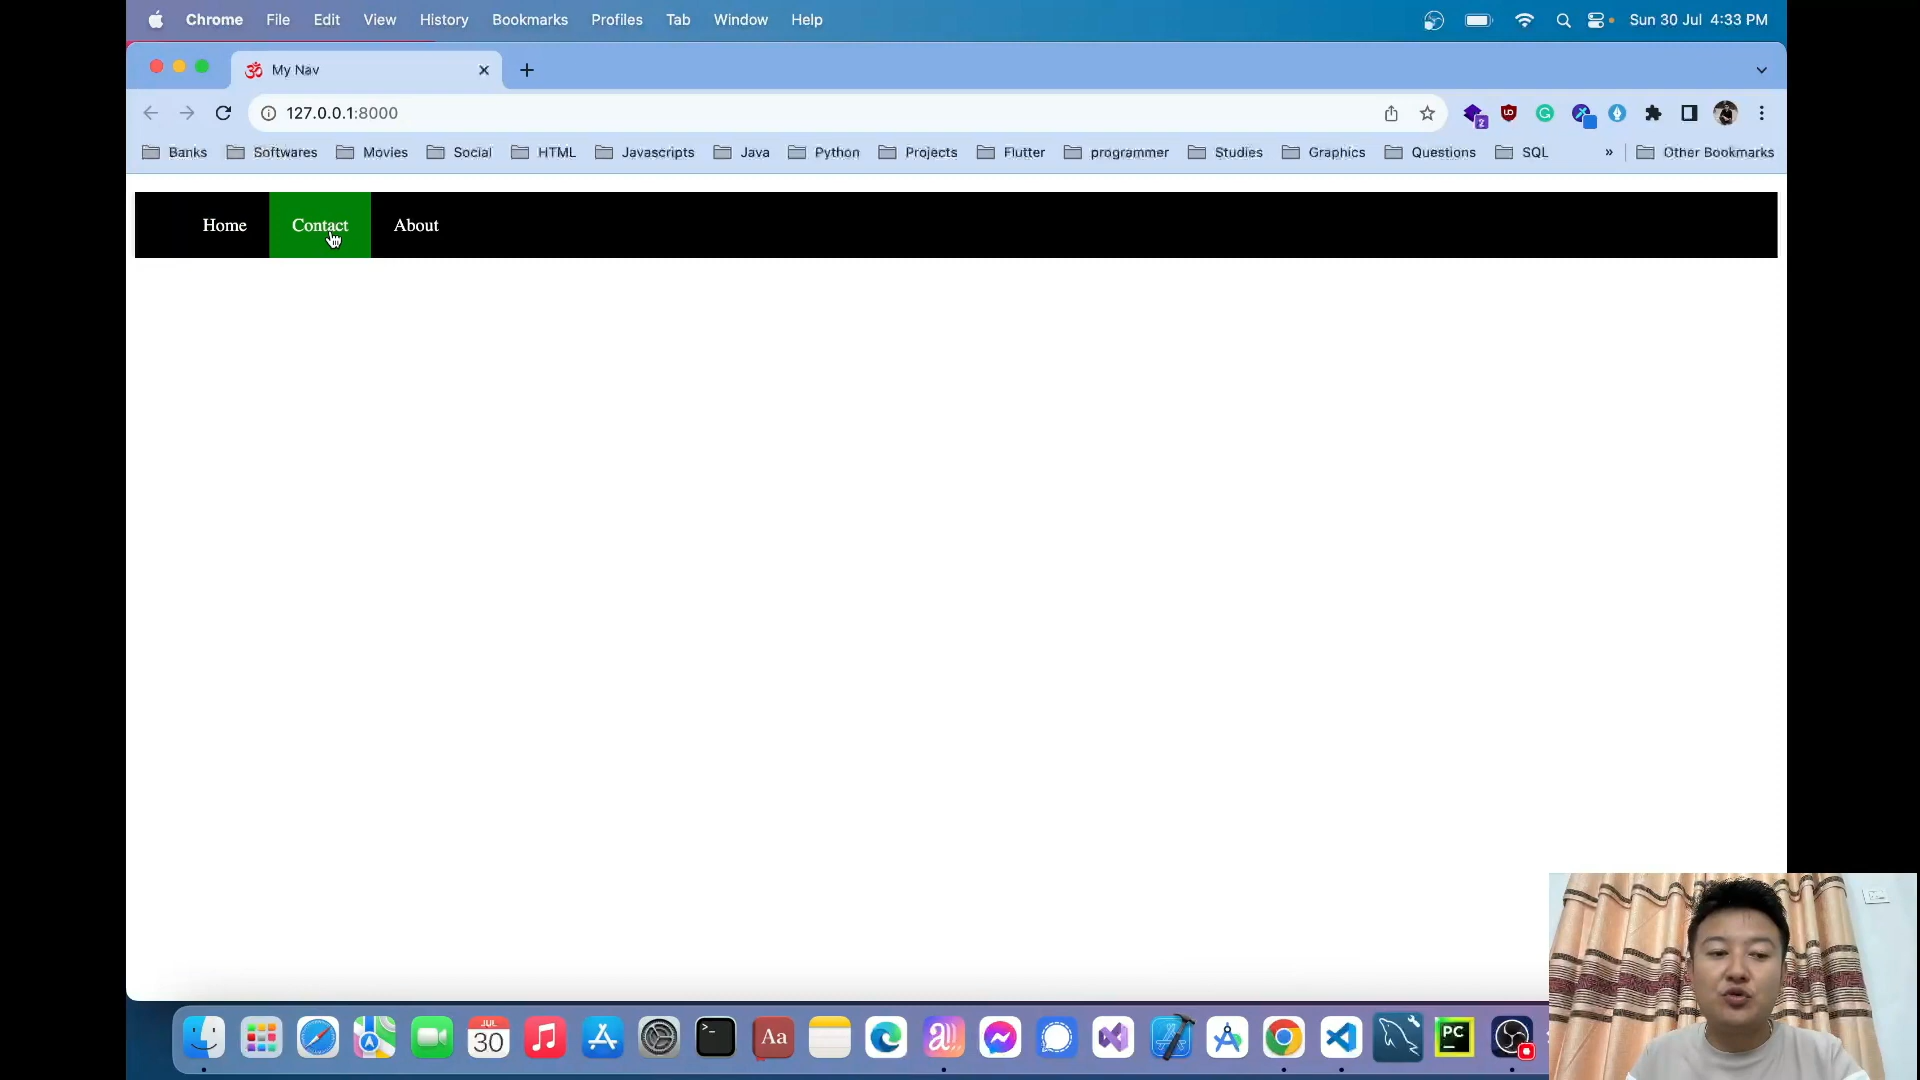 Chrome File Edit View History Bookmarks Profiles Tab Window Help Sun 30 Jul 4:33 PM
ॐ My Nav
127.0.0.1:8000
2
Banks Softwares Movies Social HTML Javascripts Java Python Projects Flutter programmer Studies Graphics Questions SQL » Other Bookmarks
Home Contact About
JUL
30
Aa
PC